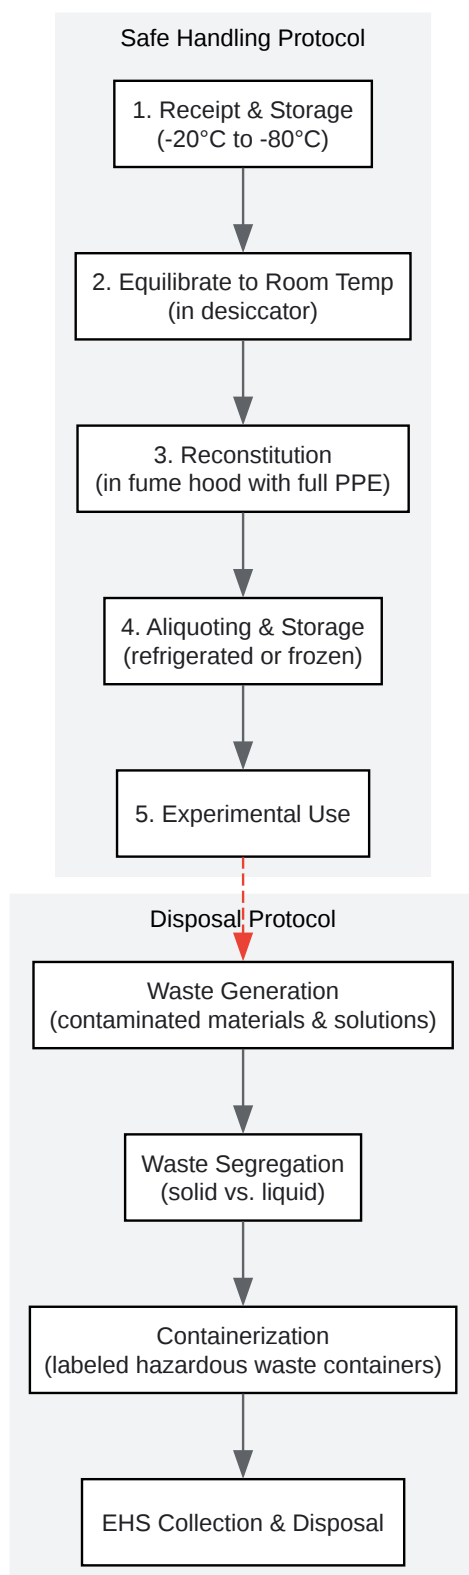 Safe Handling Protocol
1. Receipt & Storage
(-20°C to -80°C)
2. Equilibrate to Room Temp
(in desiccator)
3. Reconstitution
(in fume hood with full PPE)
4. Aliquoting & Storage
(refrigerated or frozen)
5. Experimental Use
Disposal Protocol
Waste Generation
(contaminated materials & solutions)
Waste Segregation
(solid vs. liquid)
Containerization
(labeled hazardous waste containers)
EHS Collection & Disposal